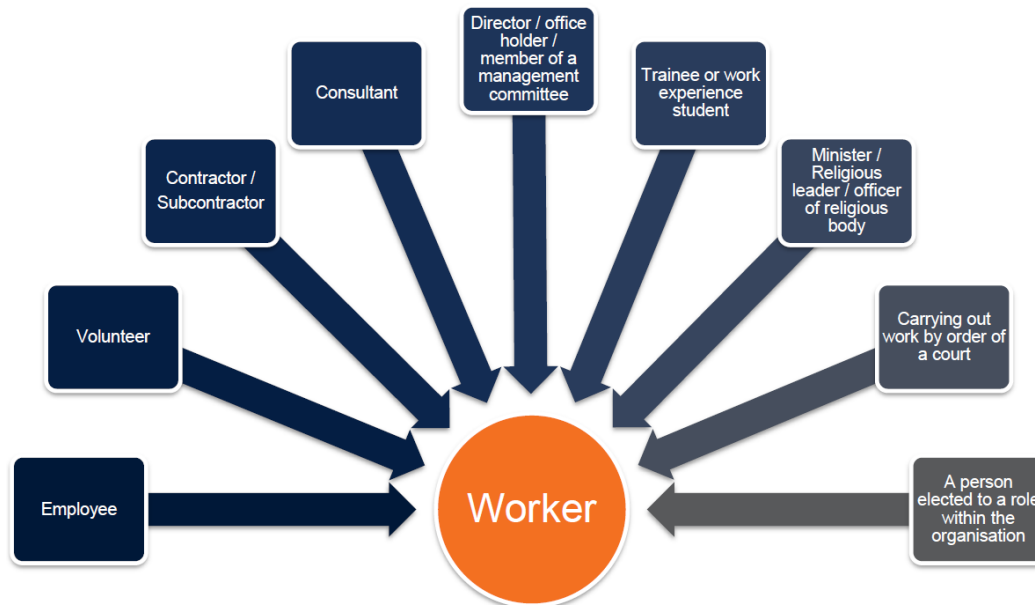 Employee
Volunteer
Contractor /
Subcontractor
Consultant
Director / office
holder /
member of a
management
committee
Trainee or work
experience
student
Minister /
Religious
leader / officer
of religious
body
Carrying out
work by order of
a court
A person
elected to a role
within the
organisation
Worker